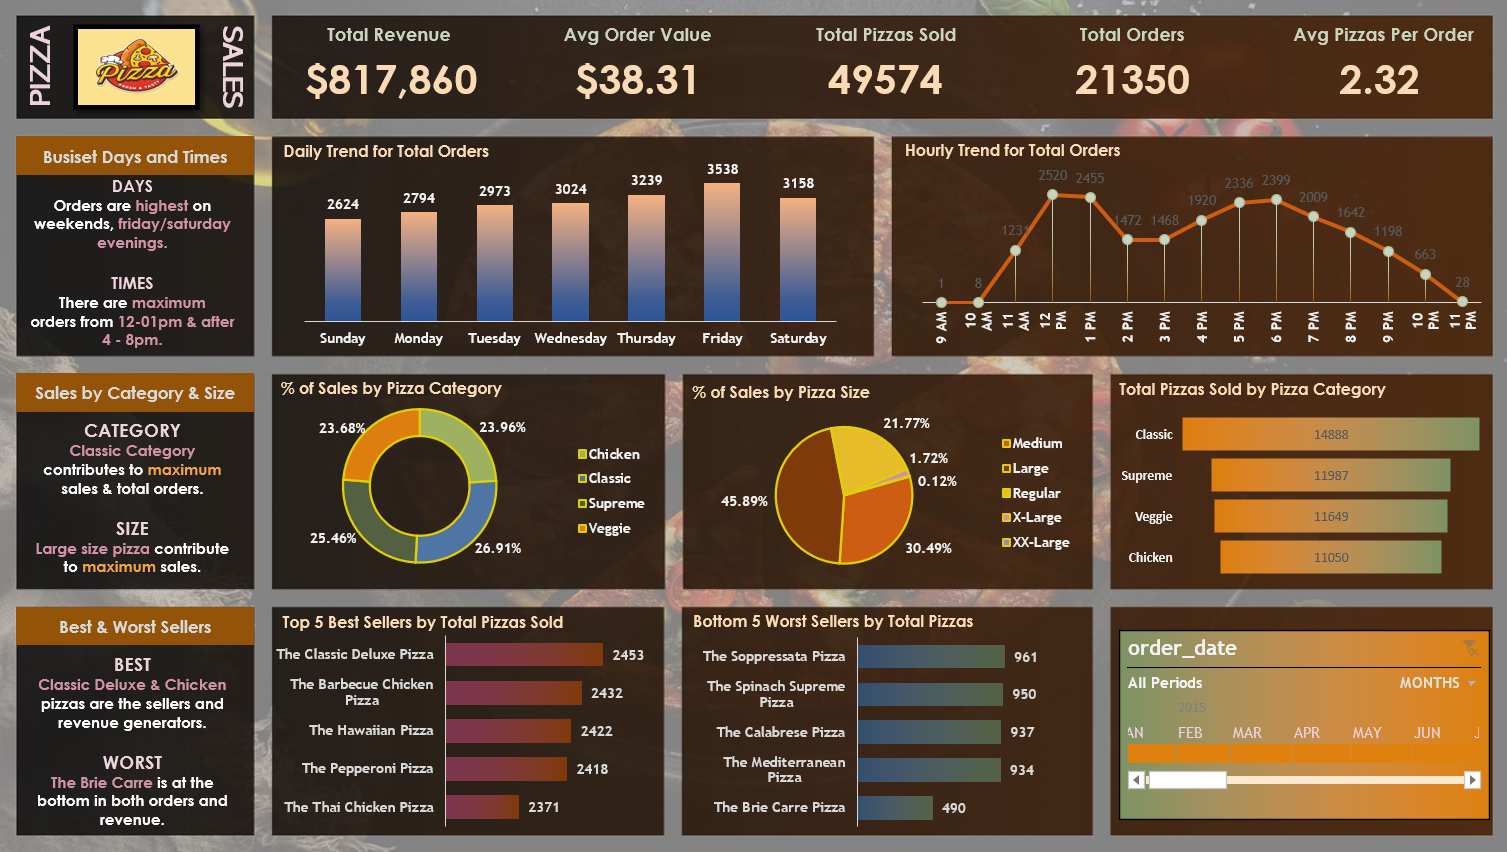 PIZZA
Pizza
FRESH & TASTY
SALES
Total Revenue
$817,860
Avg Order Value
$38.31
Total Pizzas Sold
49574
Total Orders
21350
Avg Pizzas Per Order
2.32
Busiset Days and Times
DAYS
Orders are highest on
weekends, friday/saturday
evenings.
TIMES
There are maximum
orders from 12-01pm & after
4 - 8pm.
Daily Trend for Total Orders
2624
2794
2973
3024
3239
3538
3158
Sunday
Monday
Tuesday
Wednesday
Thursday
Friday
Saturday
Hourly Trend for Total Orders
1
8
1231
2520
2455
1472
1468
1920
2336
2399
2009
1642
1198
663
28
9 AM
10 AM
11 AM
12 PM
1 PM
2 PM
3 PM
4 PM
5 PM
6 PM
7 PM
8 PM
9 PM
10 PM
11 PM
Sales by Category & Size
CATEGORY
Classic Category
contributes to maximum
sales & total orders.
SIZE
Large size pizza contribute
to maximum sales.
% of Sales by Pizza Category
23.68%
23.96%
25.46%
26.91%
Chicken
Classic
Supreme
Veggie
% of Sales by Pizza Size
21.77%
1.72%
0.12%
45.89%
30.49%
Medium
Large
Regular
X-Large
XX-Large
Total Pizzas Sold by Pizza Category
Classic
14888
Supreme
11987
Veggie
11649
Chicken
11050
Best & Worst Sellers
BEST
Classic Deluxe & Chicken
pizzas are the sellers and
revenue generators.
WORST
The Brie Carre is at the
bottom in both orders and
revenue.
Top 5 Best Sellers by Total Pizzas Sold
The Classic Deluxe Pizza
2453
The Barbecue Chicken
Pizza
2432
The Hawaiian Pizza
2422
The Pepperoni Pizza
2418
The Thai Chicken Pizza
2371
Bottom 5 Worst Sellers by Total Pizzas
The Soppressata Pizza
961
The Spinach Supreme
Pizza
950
The Calabrese Pizza
937
The Mediterranean
Pizza
934
The Brie Carre Pizza
490
order_date
All Periods
MONTHS
2015
AN
FEB
MAR
APR
MAY
JUN
J